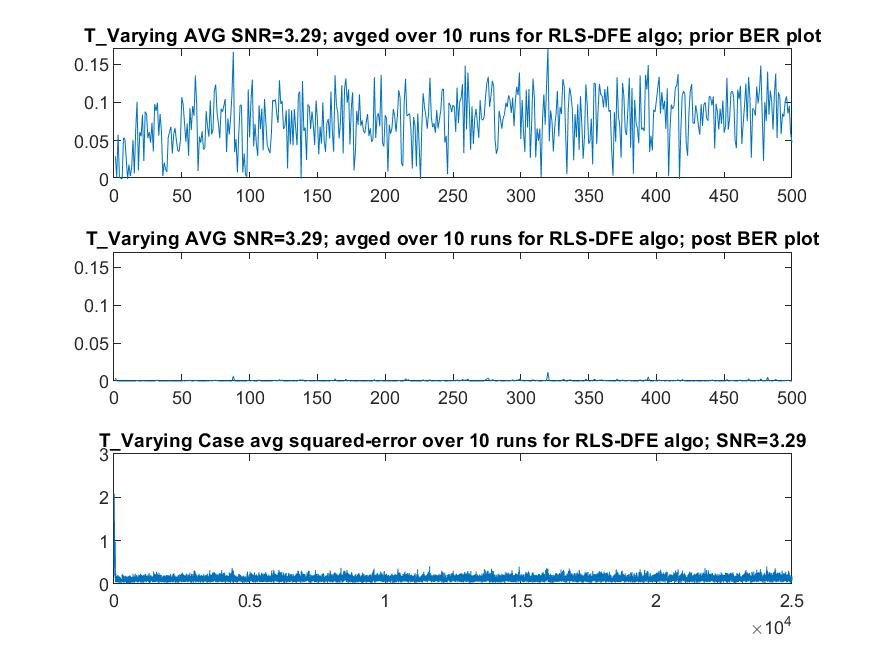 T_Varying AVG SNR=3.29; avged over 10 runs for RLS-DFE algo; prior BER plot
0.15
0.1
0.05
0
0 50 100 150 200 250 300 350 400 450 500
T_Varying AVG SNR=3.29; avged over 10 runs for RLS-DFE algo; post BER plot
0.15
0.1
0.05
0
0 50 100 150 200 250 300 350 400 450 500
T_Varying Case avg squared-error over 10 runs for RLS-DFE algo; SNR=3.29
3
2
1
0
0 0.5 1 1.5 2 2.5
×10⁴